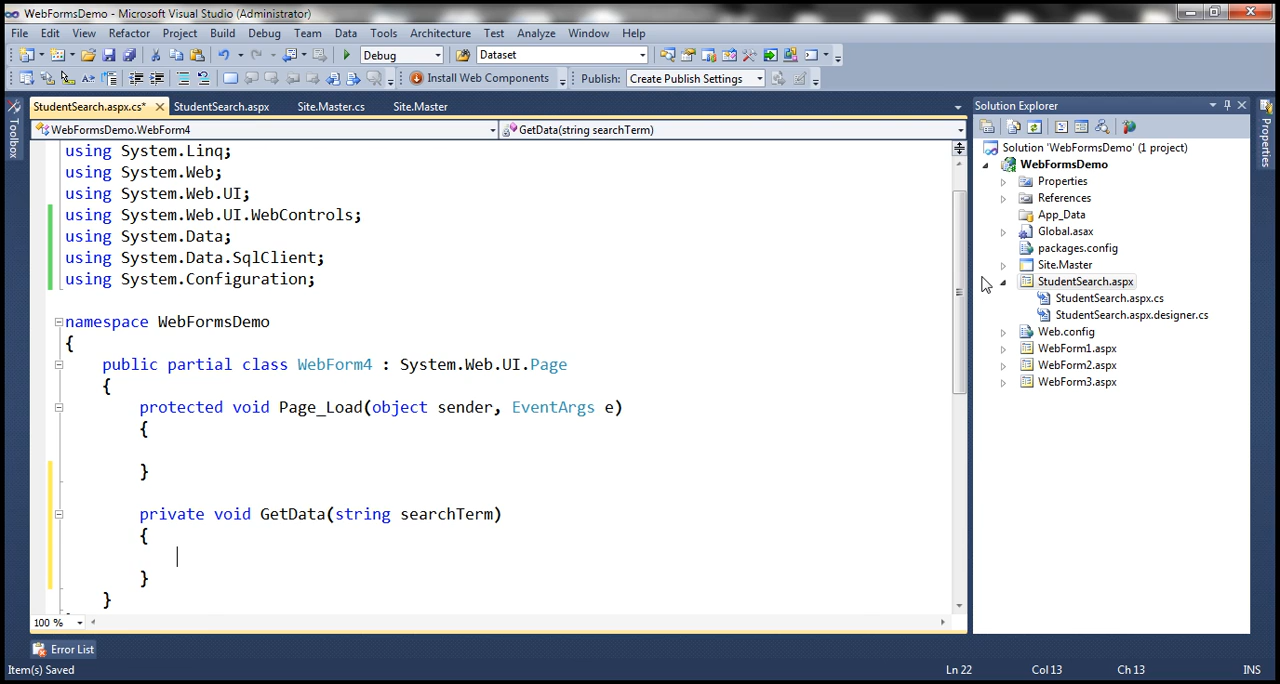 WebFormsDemo - Microsoft Visual Studio (Administrator)
File Edit View Refactor Project Build Debug Team Data Tools Architecture Test Analyze Window Help
Debug Dataset
Install Web Components Publish: Create Publish Settings
StudentSearch.aspx.cs* StudentSearch.aspx Site.Master.cs Site.Master
WebFormsDemo.WebForm4 GetData(string searchTerm)
Toolbox
using System.Linq;
using System.Web;
using System.Web.UI;
using System.Web.UI.WebControls;
using System.Data;
using System.Data.SqlClient;
using System.Configuration;
namespace WebFormsDemo
{
public partial class WebForm4 : System.Web.UI.Page
{
protected void Page_Load(object sender, EventArgs e)
{
}
private void GetData(string searchTerm)
{
}
}
100 %
Solution Explorer
Solution 'WebFormsDemo' (1 project)
WebFormsDemo
Properties
References
App_Data
Global.asax
packages.config
Site.Master
StudentSearch.aspx
StudentSearch.aspx.cs
StudentSearch.aspx.designer.cs
Web.config
WebForm1.aspx
WebForm2.aspx
WebForm3.aspx
Properties
Error List
Item(s) Saved Ln 22 Col 13 Ch 13 INS